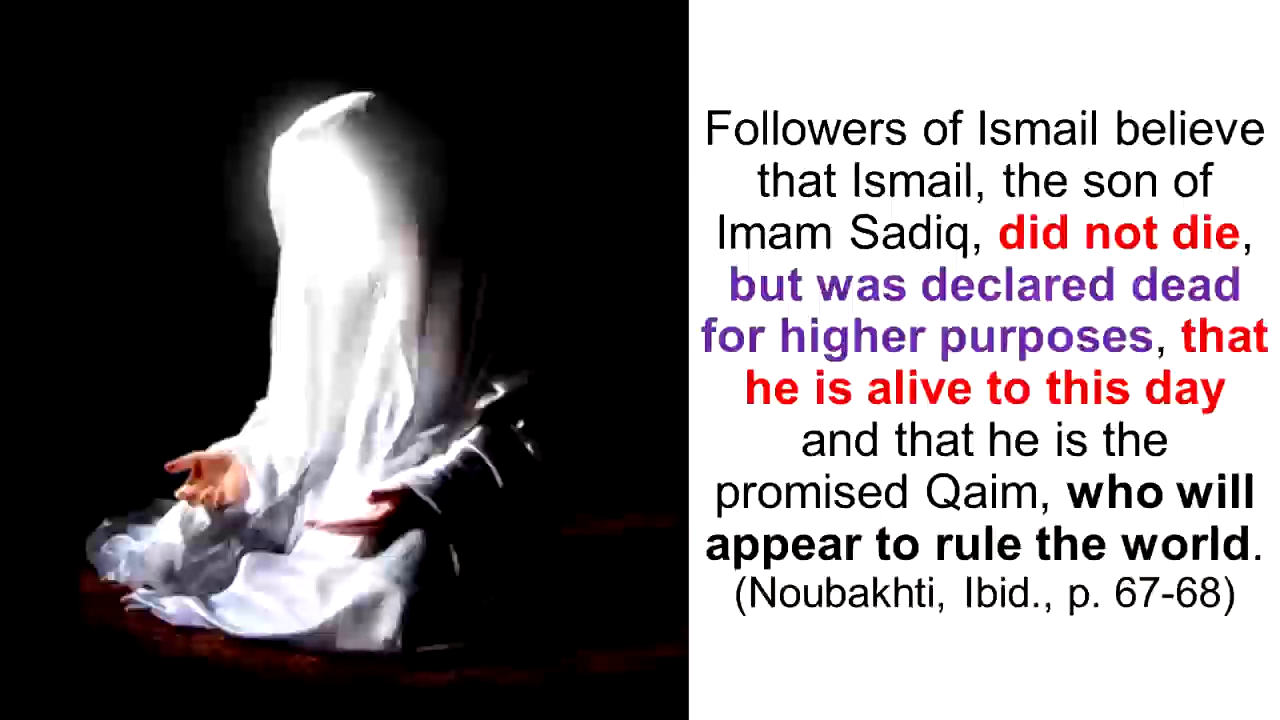 Followers of Ismail believe
that Ismail, the son of
Imam Sadiq, did not die,
but was declared dead
for higher purposes, that
he is alive to this day
and that he is the
promised Qaim, who will
appear to rule the world.
(Noubakhti, Ibid., p. 67-68)